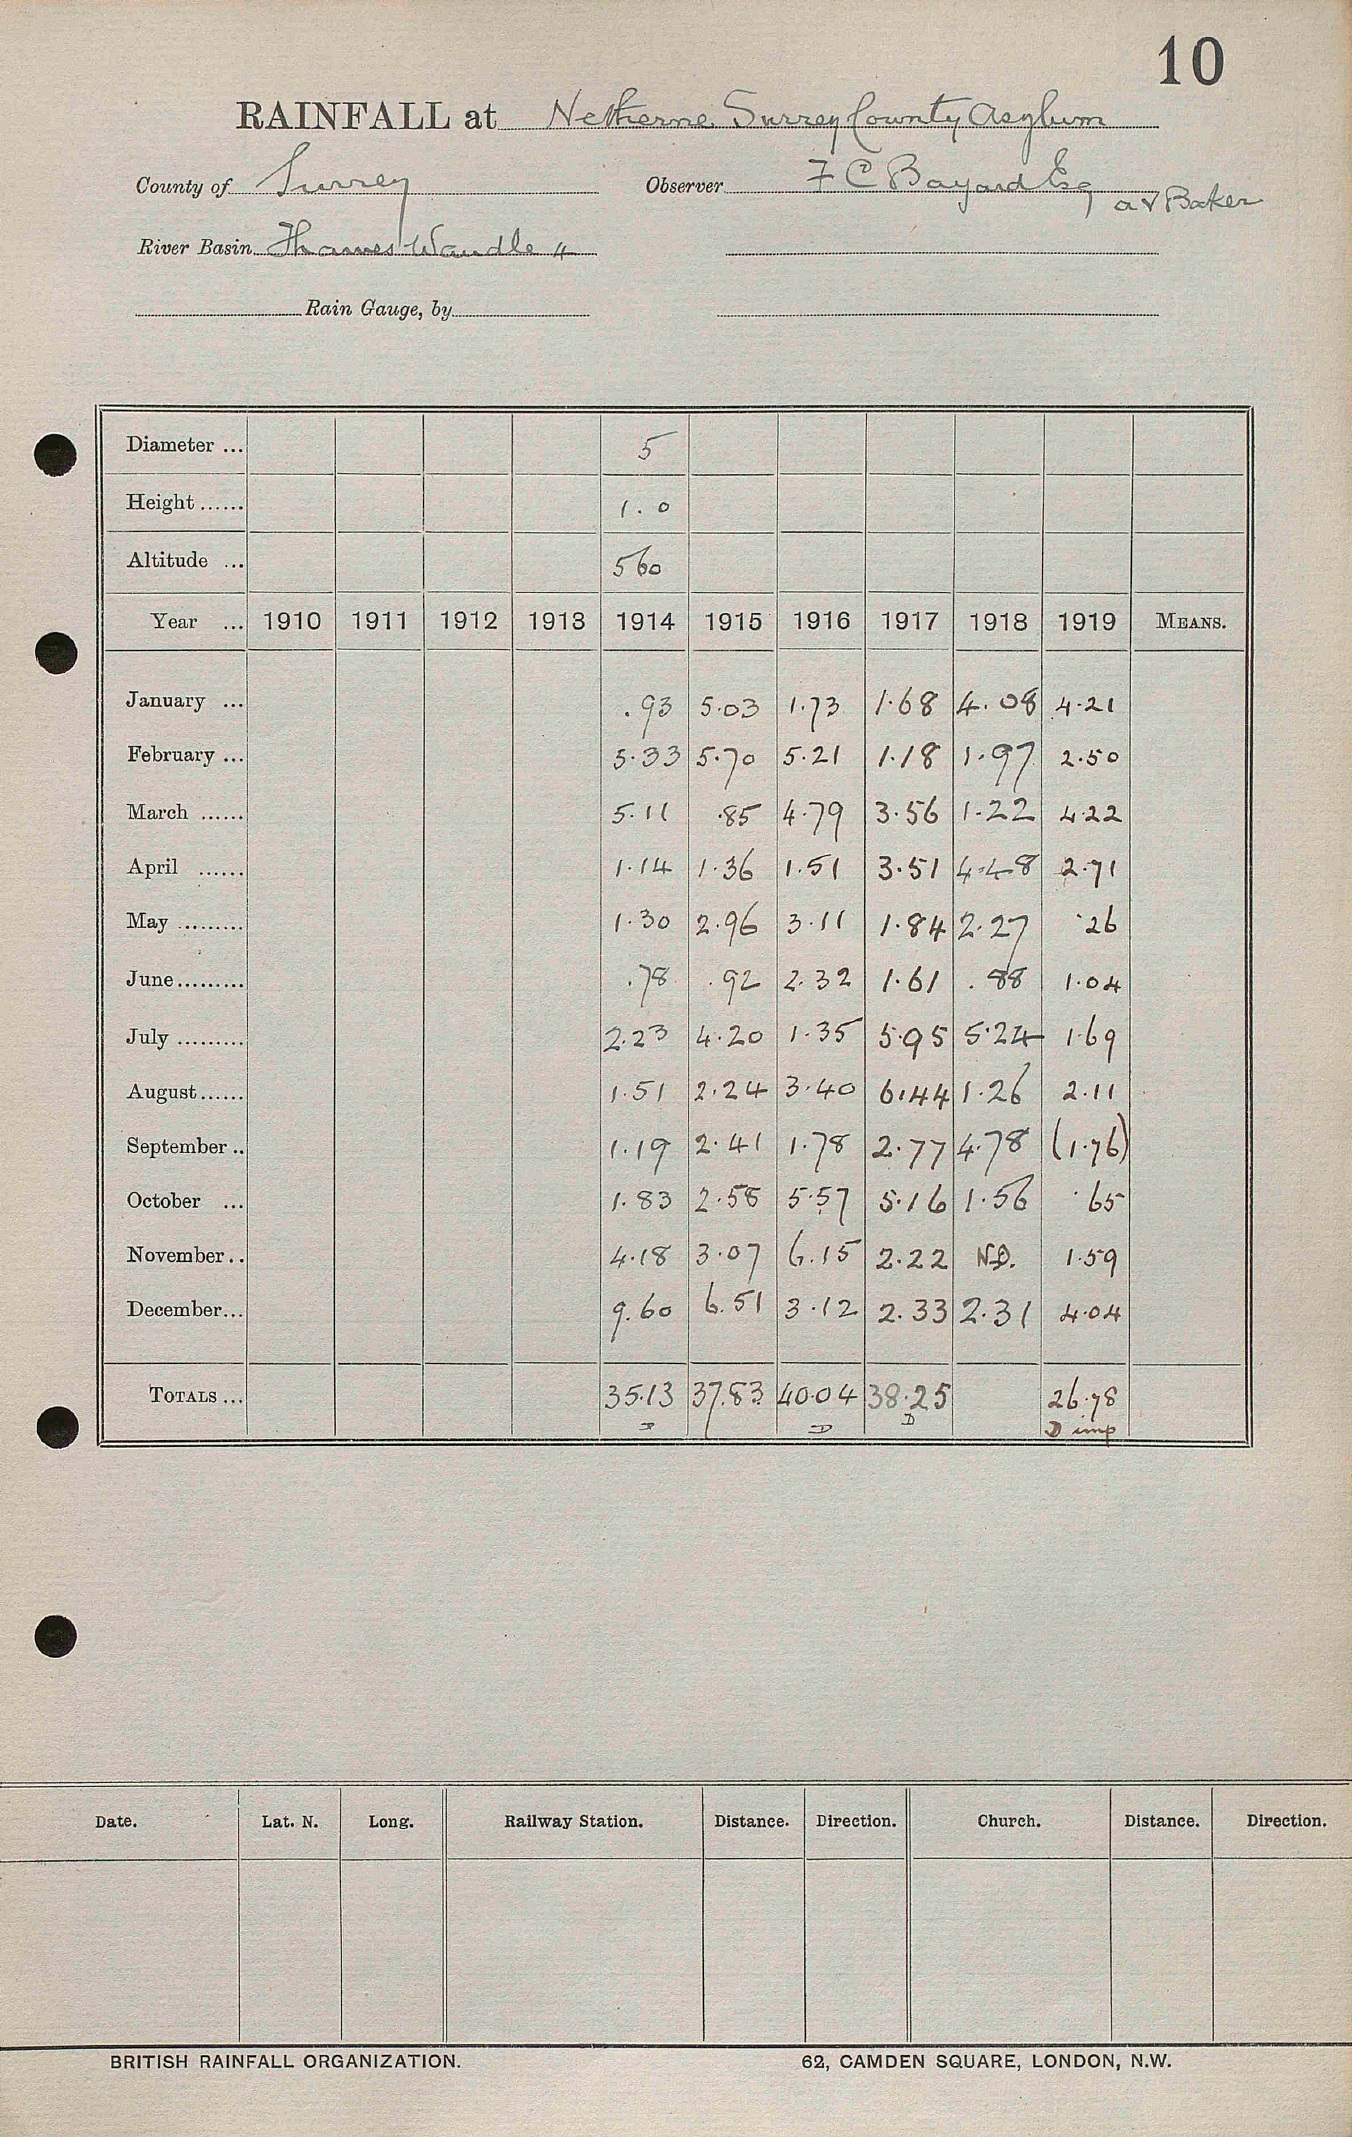 10
RAINFALL at Netherne Surrey County Asylum
County of Surrey Observer F C Bayard Esq
a v Baker
River Basin Thames Wandle 4
Rain Gauge, by
Diameter ... 5
Height ...... 1.0
Altitude ... 560
Year ... 1910 1911 1912 1913 1914 1915 1916 1917 1918 1919 MEANS.
January ... .93 5.03 1.73 1.68 4.08 4.21
February ... 5.33 5.70 5.21 1.18 1.97 2.50
March ...... 5.11 .85 4.79 3.56 1.22 4.22
April ...... 1.14 1.36 1.51 3.51 4.48 2.71
May ......... 1.30 2.96 3.11 1.84 2.27 .26
June ......... .78 .92 2.32 1.61 .88 1.04
July ......... 2.23 4.20 1.35 5.95 5.24 1.69
August ...... 1.51 2.24 3.40 6.44 1.26 2.11
September .. 1.19 2.41 1.78 2.77 4.78 (1.76)
October ... 1.83 2.58 5.57 5.16 1.56 .65
November .. 4.18 3.07 6.15 2.22 N.D. 1.59
December ... 9.60 6.51 3.12 2.33 2.31 4.04
TOTALS ... 35.13 37.83 40.04 38.25 26.78
D D D D imp
Date. Lat. N. Long. Railway Station. Distance. Direction. Church. Distance. Direction.
BRITISH RAINFALL ORGANIZATION. 62, CAMDEN SQUARE, LONDON, N.W.